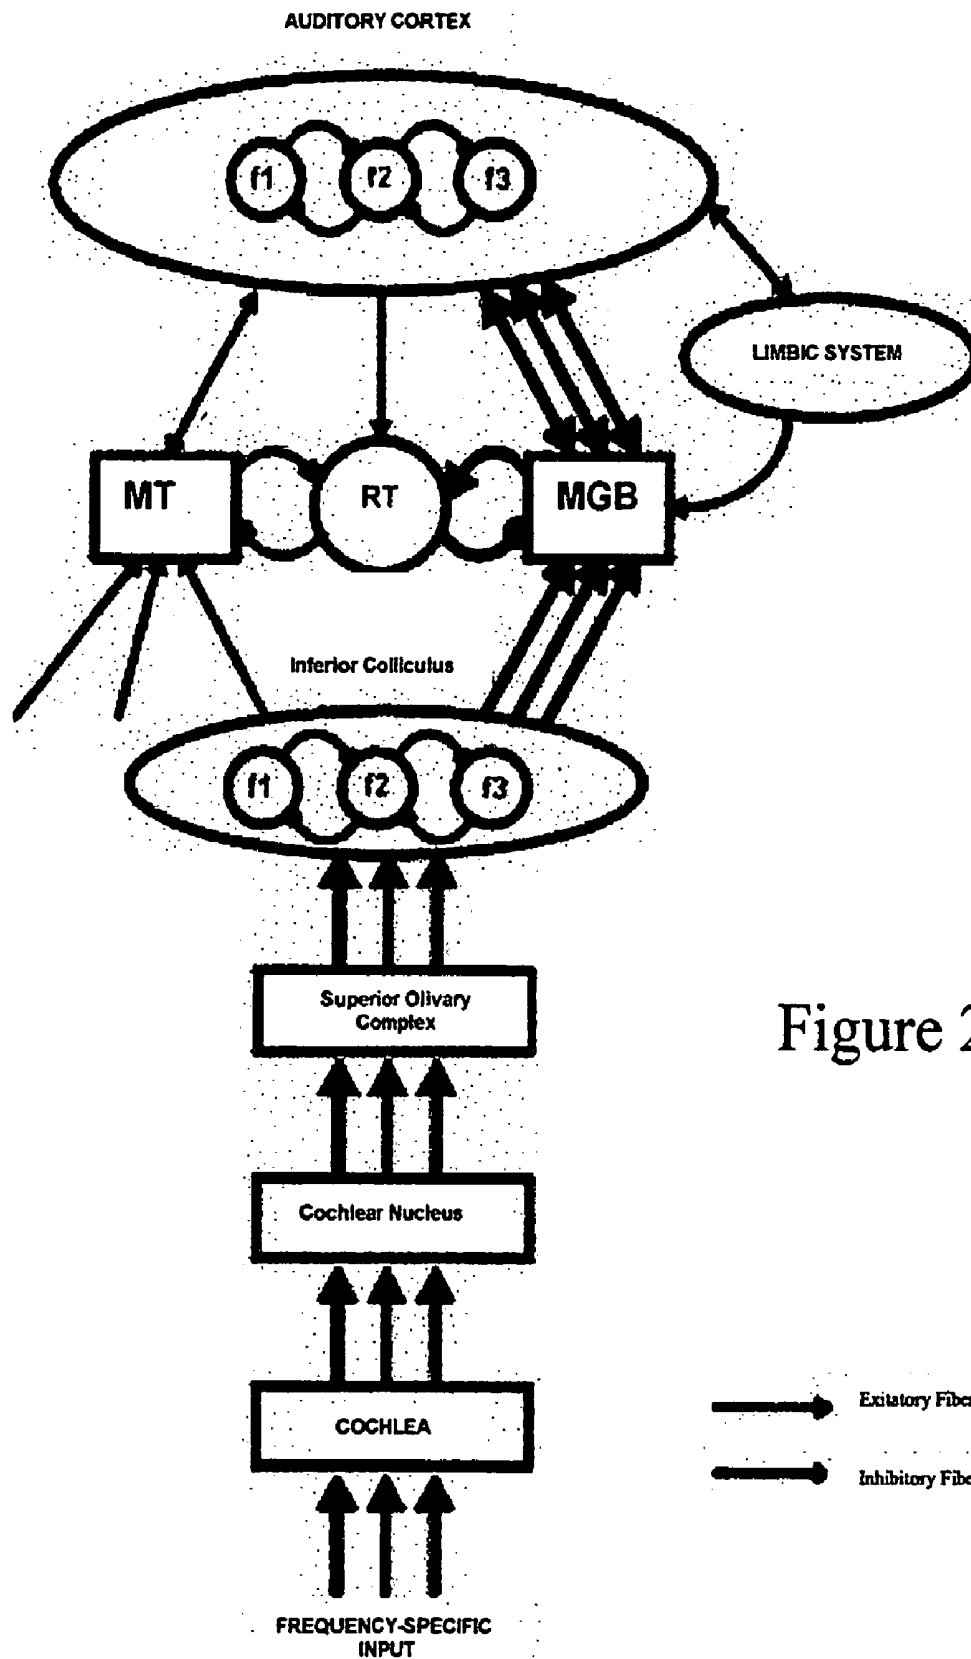 AUDITORY CORTEX
f1 f2 f3
LIMBIC SYSTEM
MT RT MGB
Inferior Colliculus
f1 f2 f3
Superior Olivary
Complex
Figure 2
Cochlear Nucleus
COCHLEA
Exitatory Fiber
Inhibitory Fibe
FREQUENCY-SPECIFIC
INPUT